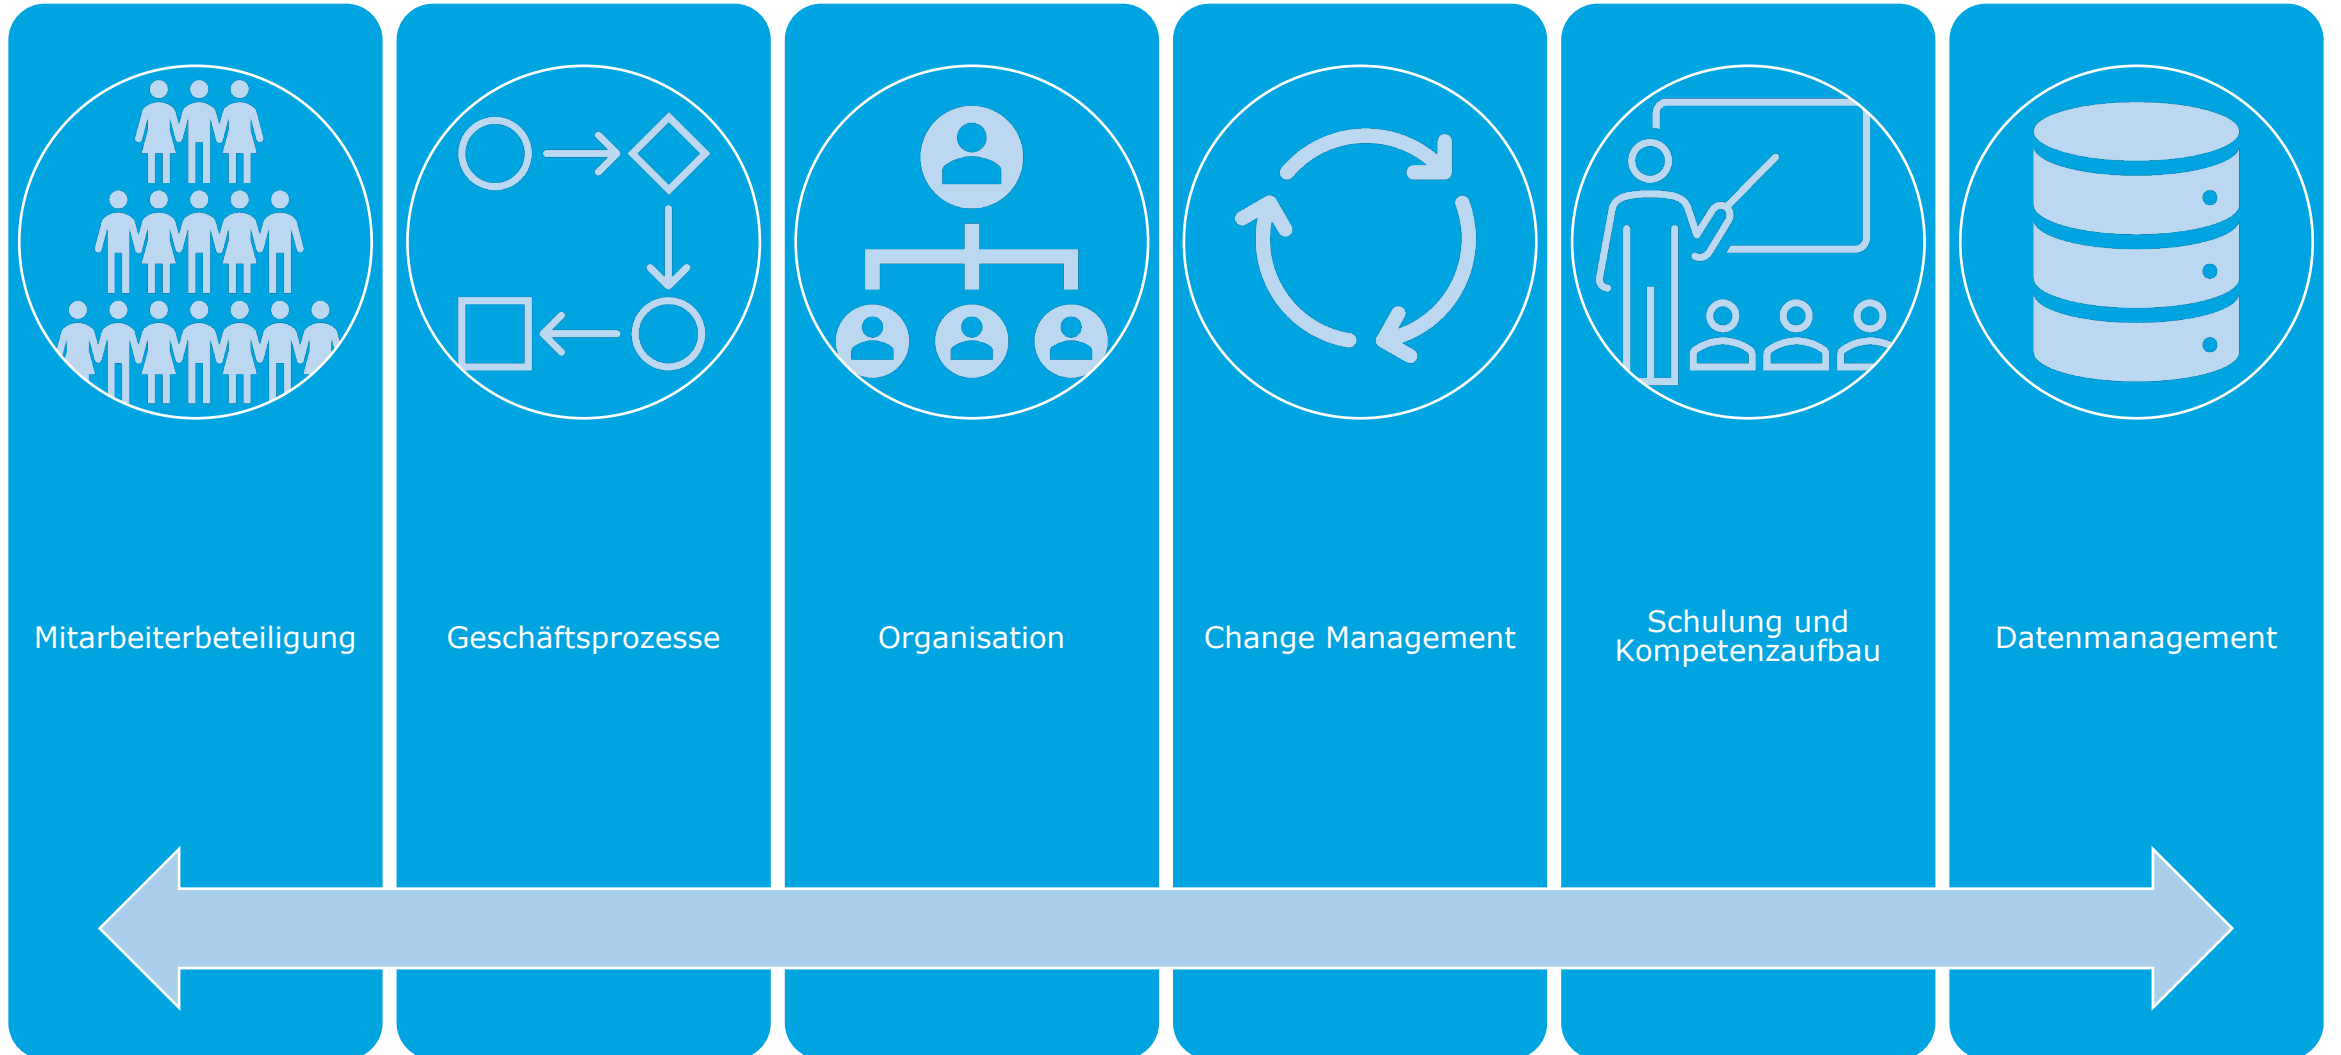 Mitarbeiterbeteiligung
Geschäftsprozesse
Organisation
Change Management
Schulung und
Kompetenzaufbau
Datenmanagement